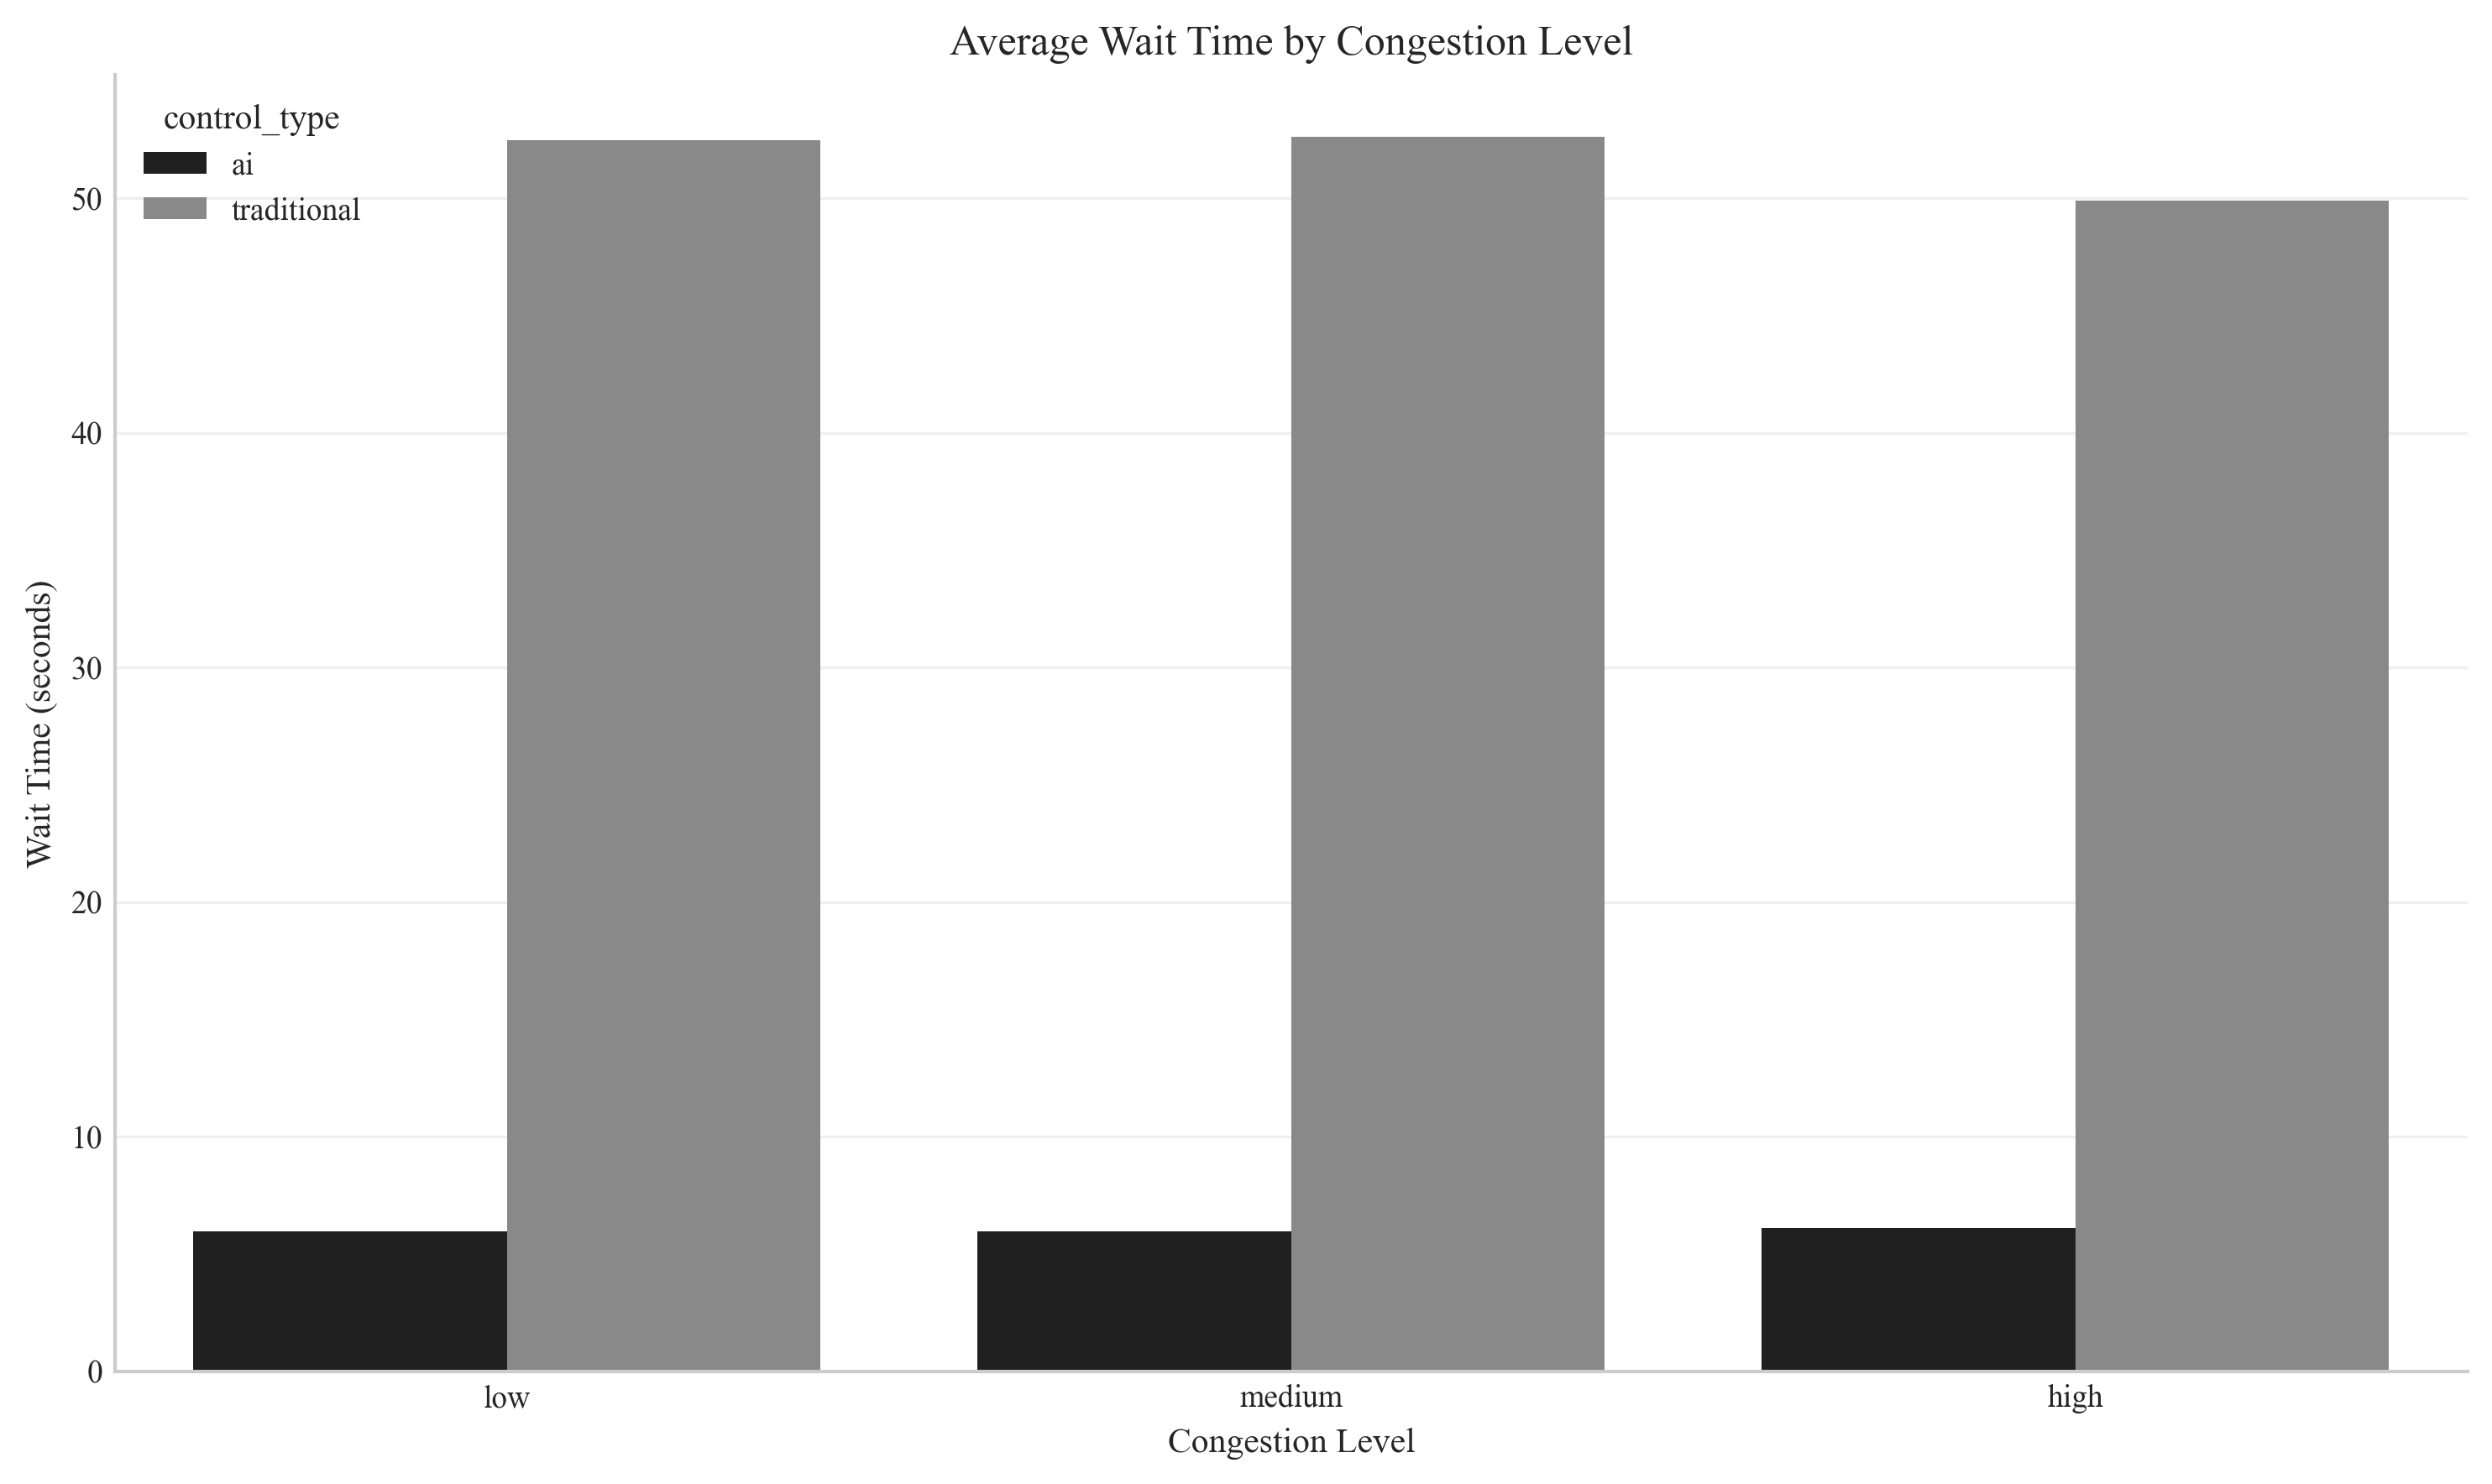 Average Wait Time by Congestion Level
control_type
ai
traditional
50
40
30
20
10
0
Wait Time (seconds)
low medium high
Congestion Level